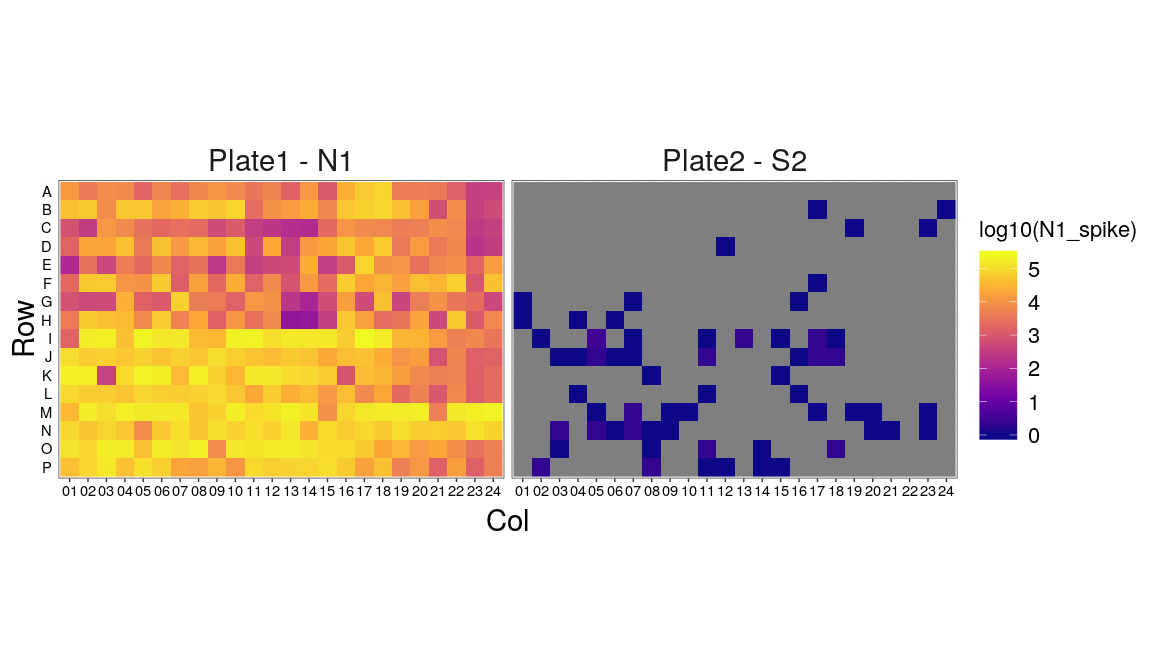 Plate1 - N1
Plate2 - S2
Row
A
B
C
D
E
F
G
H
I
J
K
L
M
N
O
P
01 02 03 04 05 06 07 08 09 10 11 12 13 14 15 16 17 18 19 20 21 22 23 24
01 02 03 04 05 06 07 08 09 10 11 12 13 14 15 16 17 18 19 20 21 22 23 24
Col
log10(N1_spike)
5
4
3
2
1
0